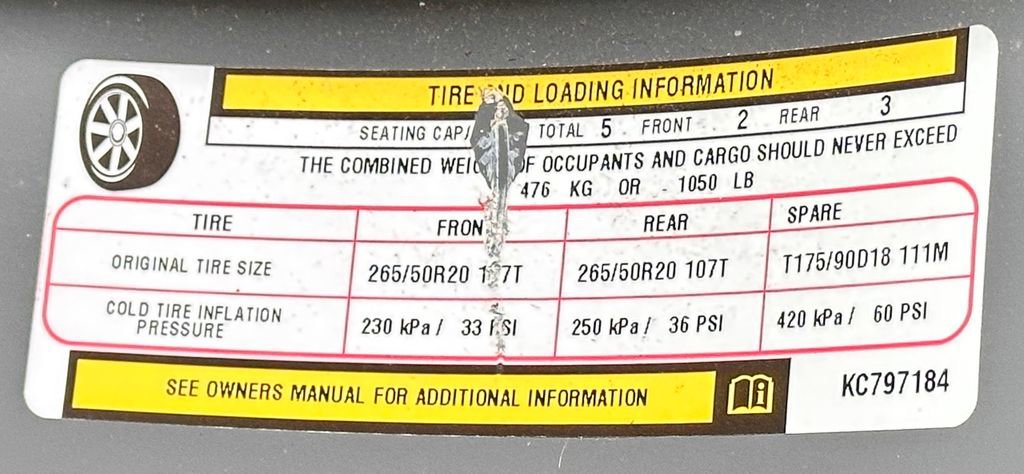 TIRE AND LOADING INFORMATION
SEATING TOTAL 5 FRONT 2 REAR 3
THE COMBINED OF OCCUPANTS AND CARGO SHOULD NEVER EXCEED
476 KG OR 1050 LB
TIRE FRONT REAR SPARE
ORIGINAL TIRE SIZE 265/50R20 107T 265/50R20 107T T175/90D18 111M
COLD TIRE INFLATION
PRESSURE 230 kPa / 33 PSI 250 kPa / 36 PSI 420 kPa / 60 PSI
SEE OWNERS MANUAL FOR ADDITIONAL INFORMATION
KC797184